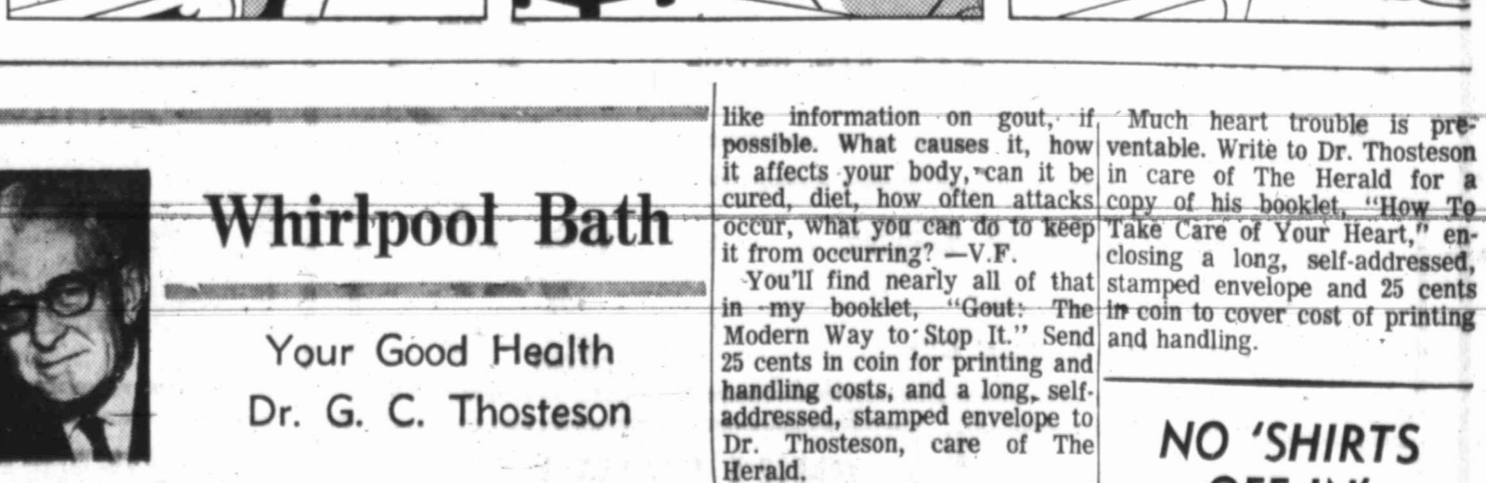 Whirlpool Bath
Your Good Health
Dr. G. C. Thosteson
like information on gout, if
possible. What causes it, how
it affects your body, can it be
cured, diet, how often attacks
occur, what you can do to keep
it from occurring? —V.F.
You'll find nearly all of that
in my booklet, "Gout: The
Modern Way to Stop It." Send
25 cents in coin for printing and
handling costs, and a long, self-
addressed, stamped envelope to
Dr. Thosteson, care of The
Herald.
Much heart trouble is pre-
ventable. Write to Dr. Thosteson
in care of The Herald for a
copy of his booklet, "How To
Take Care of Your Heart," en-
closing a long, self-addressed,
stamped envelope and 25 cents
in coin to cover cost of printing
and handling.
NO 'SHIRTS